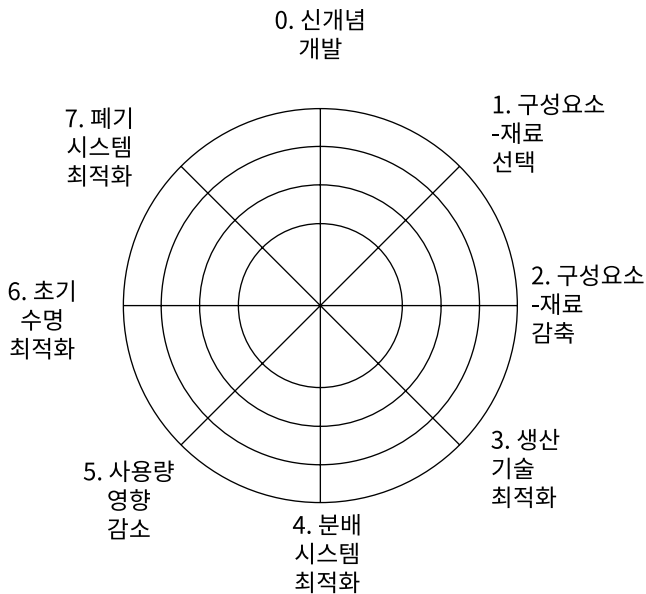 0. 신개념
개발
1. 구성요소
-재료
선택
2. 구성요소
-재료
감축
3. 생산
기술
최적화
4. 분배
시스템
최적화
5. 사용량
영향
감소
6. 초기
수명
최적화
7. 폐기
시스템
최적화